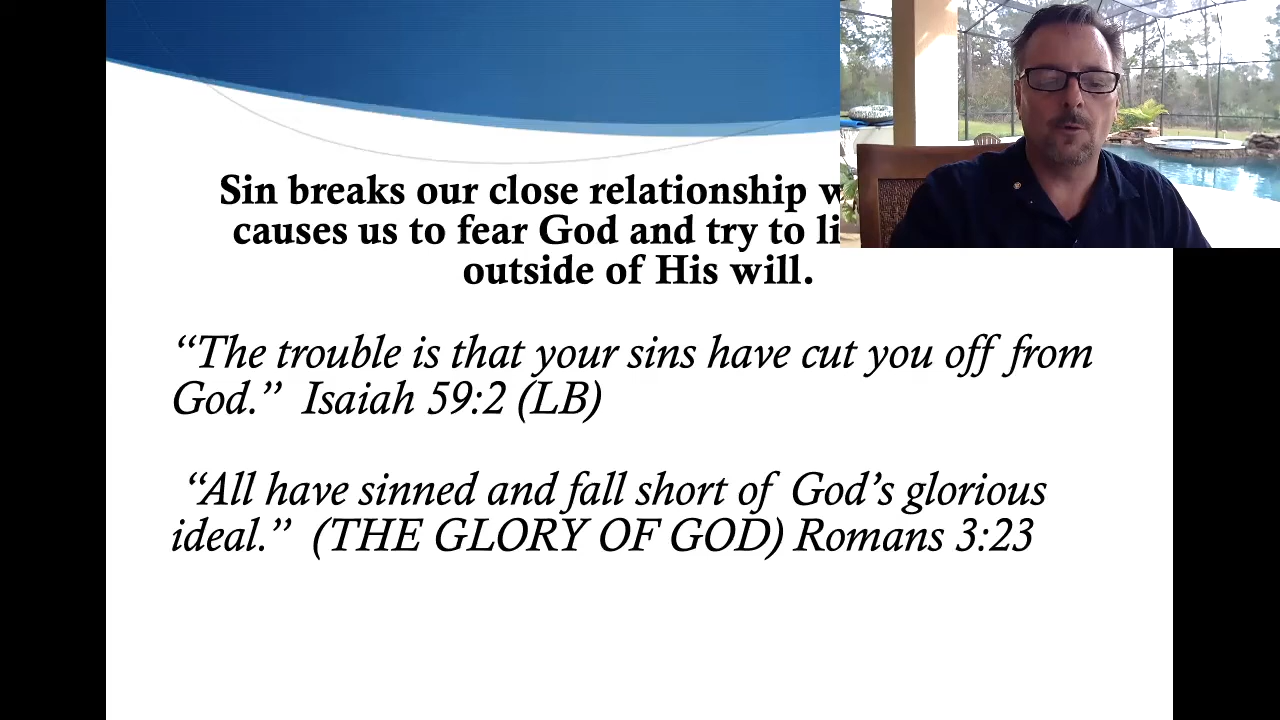 Sin breaks our close relationship
causes us to fear God and try to
outside of His will.
“The trouble is that your sins have cut you off from
God.” Isaiah 59:2 (LB)
“All have sinned and fall short of God’s glorious
ideal.” (THE GLORY OF GOD) Romans 3:23